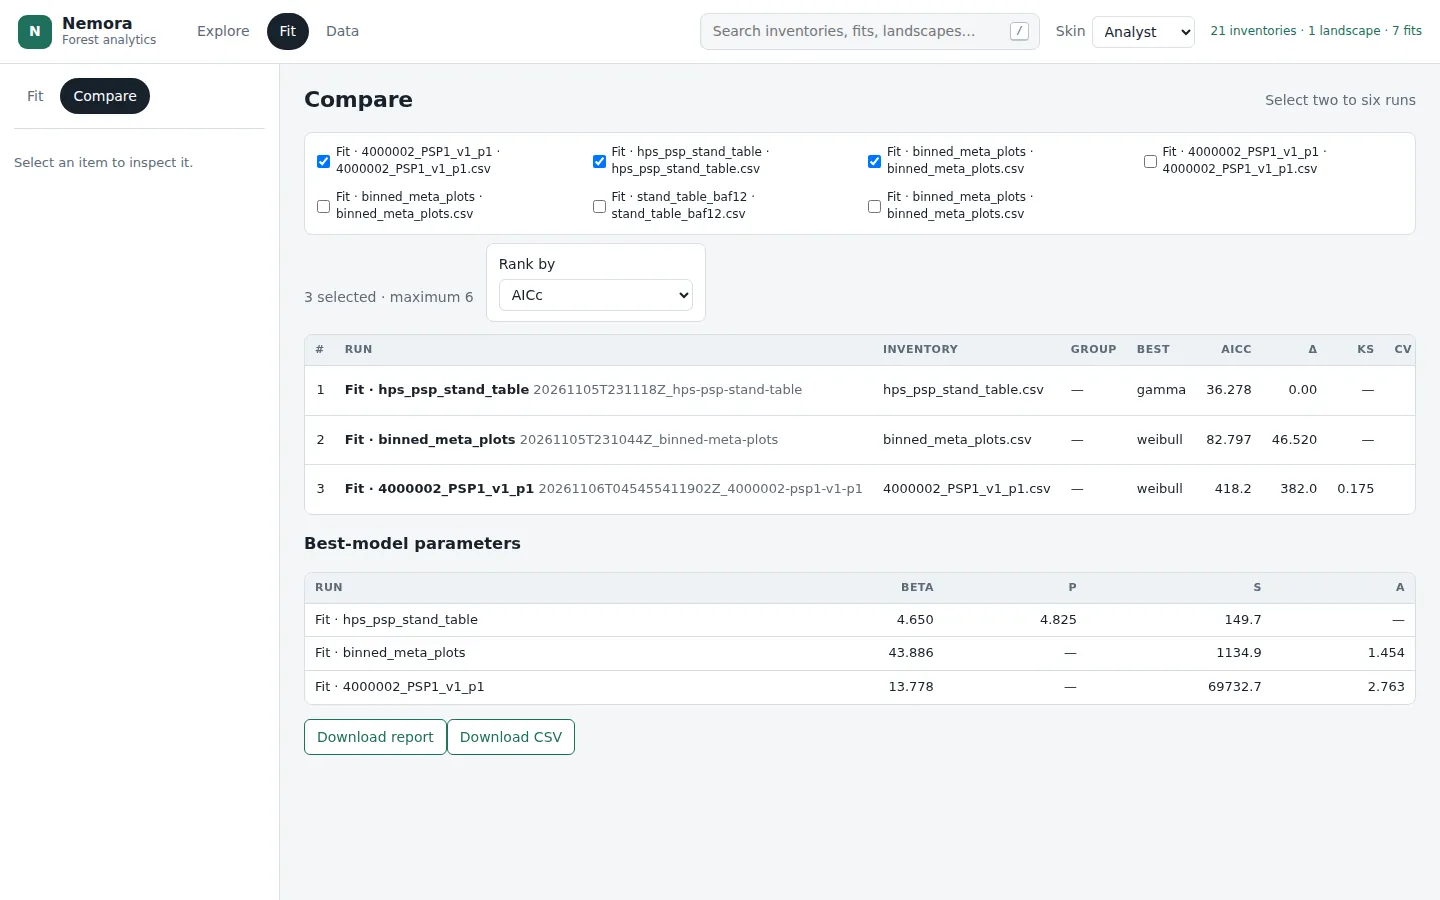 N
Nemora
Forest analytics
Explore
Fit
Data
Search inventories, fits, landscapes...
/
Skin
Analyst
21 inventories · 1 landscape · 7 fits
Fit
Compare
Select an item to inspect it.
Compare
Select two to six runs
Fit · 4000002_PSP1_v1_p1 ·
4000002_PSP1_v1_p1.csv
Fit · hps_psp_stand_table ·
hps_psp_stand_table.csv
Fit · binned_meta_plots ·
binned_meta_plots.csv
Fit · 4000002_PSP1_v1_p1 ·
4000002_PSP1_v1_p1.csv
Fit · binned_meta_plots ·
binned_meta_plots.csv
Fit · stand_table_baf12 ·
stand_table_baf12.csv
Fit · binned_meta_plots ·
binned_meta_plots.csv
3 selected · maximum 6
Rank by
AICc
# RUN INVENTORY GROUP BEST AICC Δ KS CV
1 Fit · hps_psp_stand_table 20261105T231118Z_hps-psp-stand-table hps_psp_stand_table.csv — gamma 36.278 0.00 —
2 Fit · binned_meta_plots 20261105T231044Z_binned-meta-plots binned_meta_plots.csv — weibull 82.797 46.520 —
3 Fit · 4000002_PSP1_v1_p1 20261106T045455411902Z_4000002-psp1-v1-p1 4000002_PSP1_v1_p1.csv — weibull 418.2 382.0 0.175
Best-model parameters
RUN BETA P S A
Fit · hps_psp_stand_table 4.650 4.825 149.7 —
Fit · binned_meta_plots 43.886 — 1134.9 1.454
Fit · 4000002_PSP1_v1_p1 13.778 — 69732.7 2.763
Download report
Download CSV